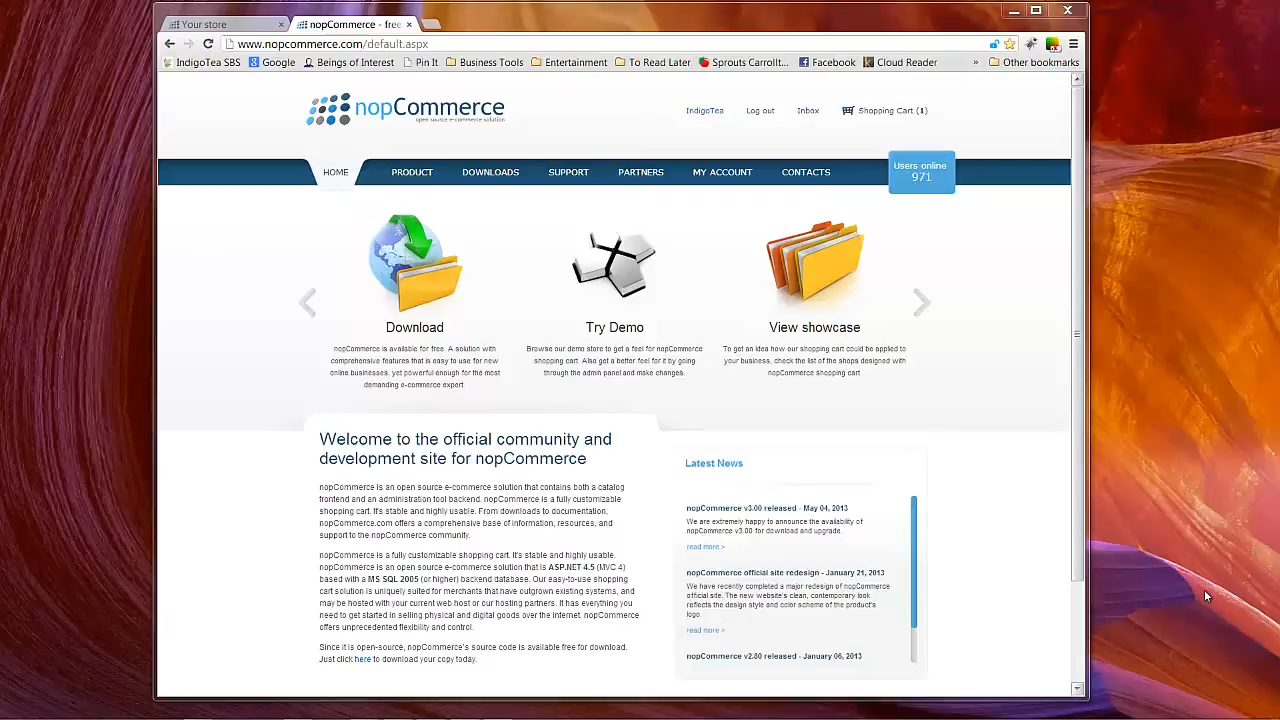 Your store
nopCommerce - free
www.nopcommerce.com/default.aspx
IndigoTea SBS Google Beings of Interest Pin It Business Tools Entertainment To Read Later Sprouts Carrollt... Facebook Cloud Reader » Other bookmarks
nopCommerce
open source e-commerce solution
IndigoTea Log out Inbox Shopping Cart (1)
HOME PRODUCT DOWNLOADS SUPPORT PARTNERS MY ACCOUNT CONTACTS
Users online
971
Download
nopCommerce is available for free. A solution with
comprehensive features that is easy to use for new
online businesses, yet powerful enough for the most
demanding e-commerce expert.
Try Demo
Browse our demo store to get a feel for nopCommerce
shopping cart. Also get a better feel for it by going
through the admin panel and make changes.
View showcase
To get an idea how our shopping cart could be applied to
your business, check the list of the shops designed with
nopCommerce shopping cart
Welcome to the official community and
development site for nopCommerce
nopCommerce is an open source e-commerce solution that contains both a catalog
frontend and an administration tool backend. nopCommerce is a fully customizable
shopping cart. It's stable and highly usable. From downloads to documentation,
nopCommerce.com offers a comprehensive base of information, resources, and
support to the nopCommerce community.
nopCommerce is a fully customizable shopping cart. It's stable and highly usable.
nopCommerce is an open source e-commerce solution that is ASP.NET 4.5 (MVC 4)
based with a MS SQL 2005 (or higher) backend database. Our easy-to-use shopping
cart solution is uniquely suited for merchants that have outgrown existing systems, and
may be hosted with your current web host or our hosting partners. It has everything you
need to get started in selling physical and digital goods over the internet. nopCommerce
offers unprecedented flexibility and control.
Since it is open-source, nopCommerce's source code is available free for download.
Just click here to download your copy today.
Latest News
nopCommerce v3.00 released - May 04, 2013
We are extremely happy to announce the availability of
nopCommerce v3.00 for download and upgrade.
read more >
nopCommerce official site redesign - January 21, 2013
We have recently completed a major redesign of nopCommerce
official site. The new website's clean, contemporary look
reflects the design style and color scheme of the product's
logo.
read more >
nopCommerce v2.80 released - January 06, 2013